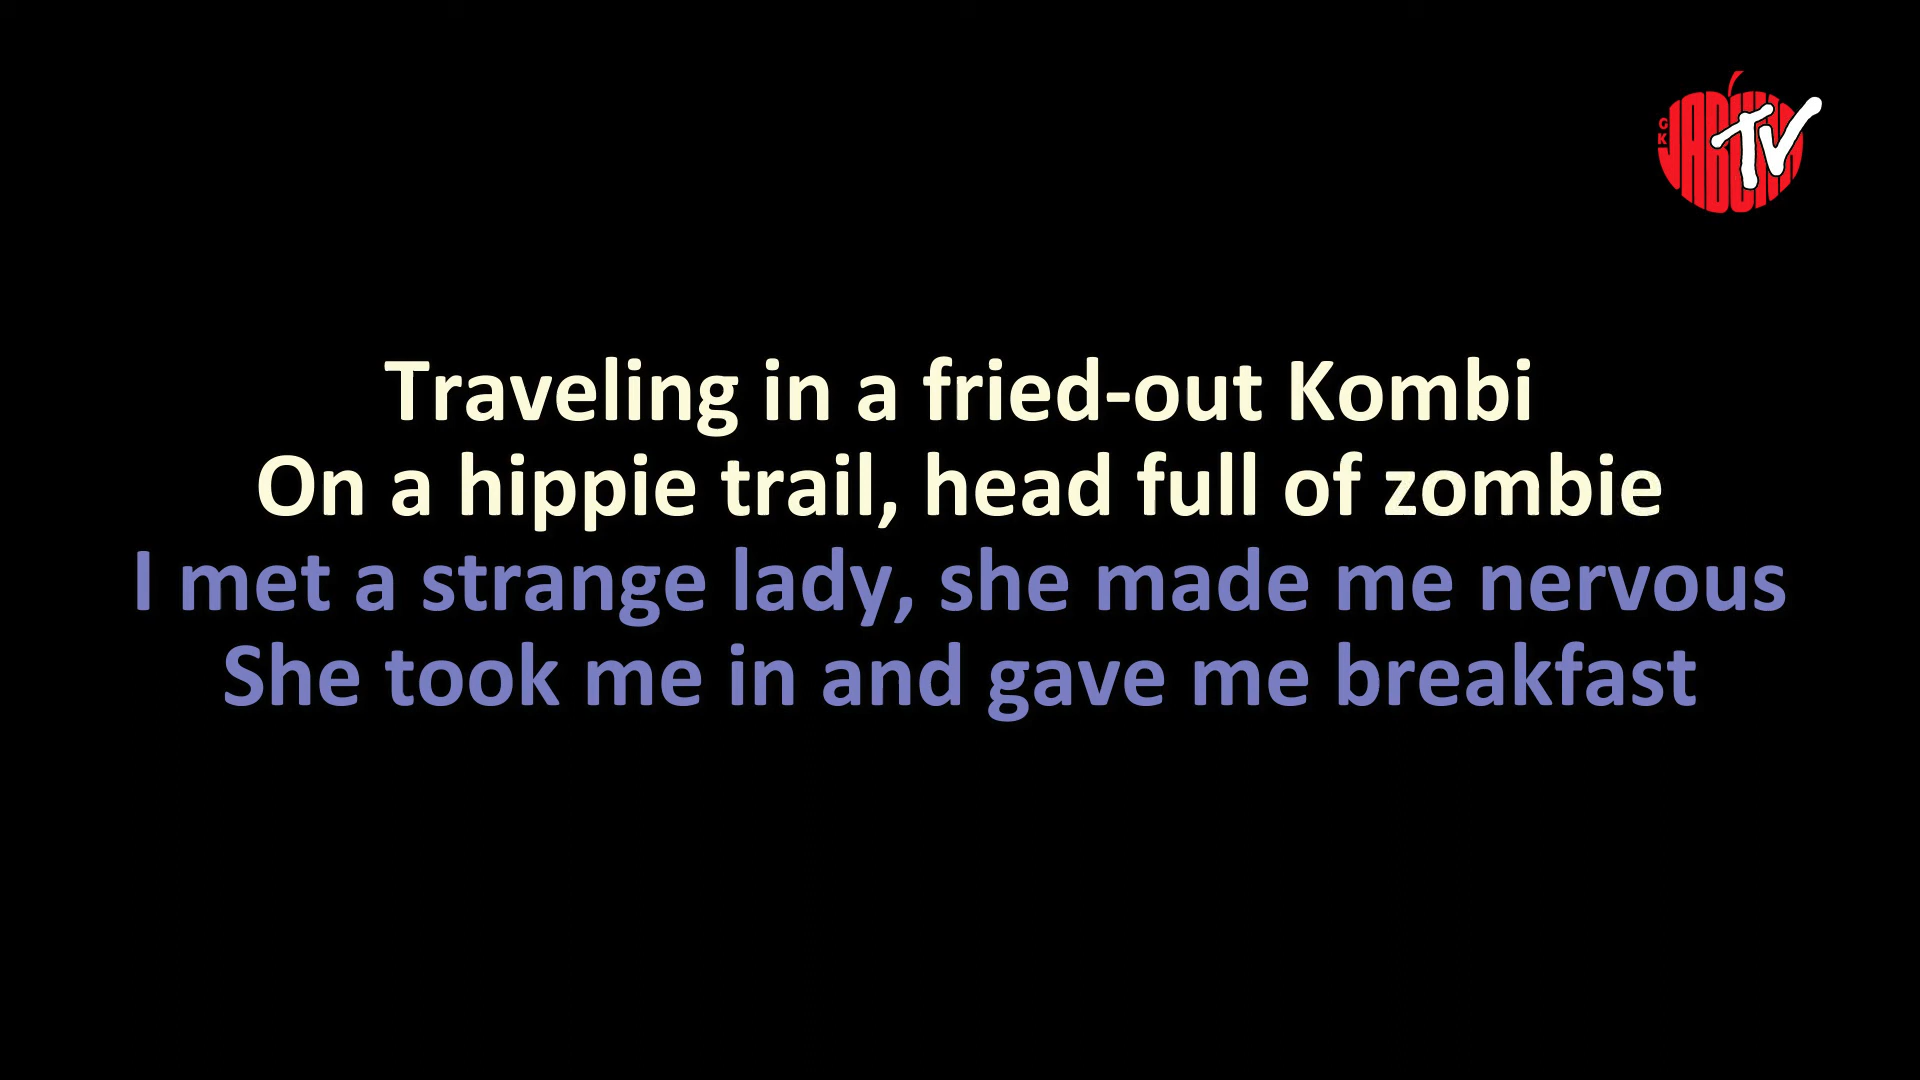 GK
TV
Traveling in a fried-out Kombi
On a hippie trail, head full of zombie
I met a strange lady, she made me nervous
She took me in and gave me breakfast